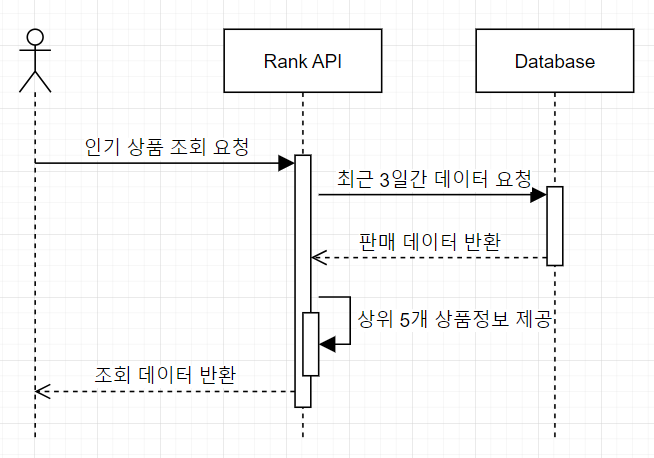 Rank API
Database
인기 상품 조회 요청
최근 3일간 데이터 요청
판매 데이터 반환
상위 5개 상품정보 제공
조회 데이터 반환